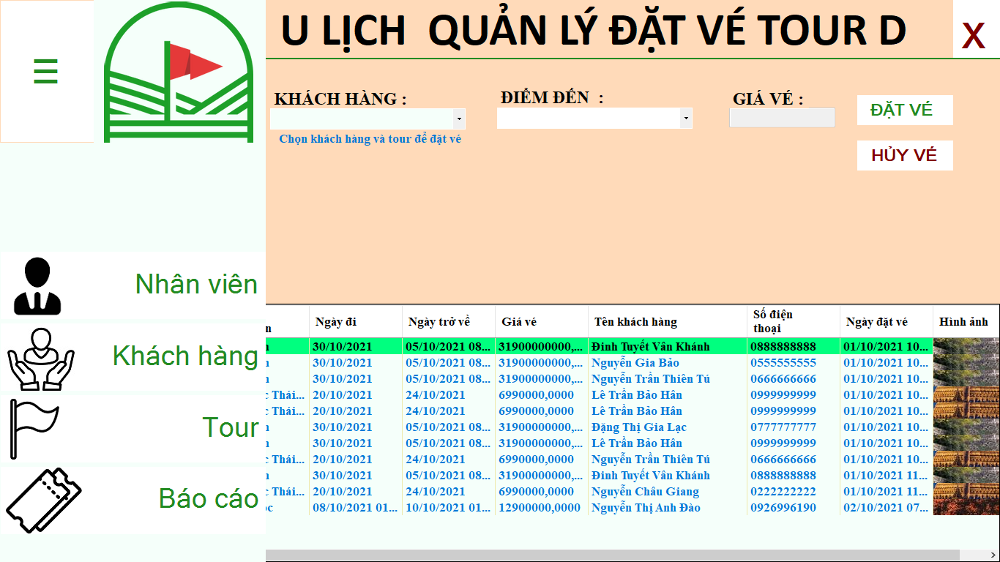 U LỊCH  QUẢN LÝ ĐẶT VÉ TOUR D
X
KHÁCH HÀNG :
ĐIỂM ĐẾN  :
GIÁ VÉ :
ĐẶT VÉ
Chọn khách hàng và tour để đặt vé
HỦY VÉ
Nhân viên
Khách hàng
Tour
Báo cáo
n Ngày đi Ngày trở về Giá vé Tên khách hàng Số điện thoại Ngày đặt vé Hình ảnh
n 30/10/2021 05/10/2021 08... 31900000000,... Đinh Tuyết Vân Khánh 0888888888 01/10/2021 10...
n 30/10/2021 05/10/2021 08... 31900000000,... Nguyễn Gia Bảo 0555555555 01/10/2021 10...
n 30/10/2021 05/10/2021 08... 31900000000,... Nguyễn Trần Thiên Tú 0666666666 01/10/2021 10...
c Thái... 20/10/2021 24/10/2021 6990000,0000 Lê Trần Bảo Hân 0999999999 01/10/2021 10...
c Thái... 20/10/2021 24/10/2021 6990000,0000 Lê Trần Bảo Hân 0999999999 01/10/2021 10...
n 30/10/2021 05/10/2021 08... 31900000000,... Đặng Thị Gia Lạc 0777777777 01/10/2021 10...
n 30/10/2021 05/10/2021 08... 31900000000,... Lê Trần Bảo Hân 0999999999 01/10/2021 10...
c Thái... 20/10/2021 24/10/2021 6990000,0000 Nguyễn Trần Thiên Tú 0666666666 01/10/2021 10...
n 30/10/2021 05/10/2021 08... 31900000000,... Đinh Tuyết Vân Khánh 0888888888 01/10/2021 11...
c Thái... 20/10/2021 24/10/2021 6990000,0000 Nguyễn Châu Giang 0222222222 01/10/2021 11...
ọc 08/10/2021 01... 10/10/2021 01... 12900000,0000 Nguyễn Thị Anh Đào 0926996190 02/10/2021 07...